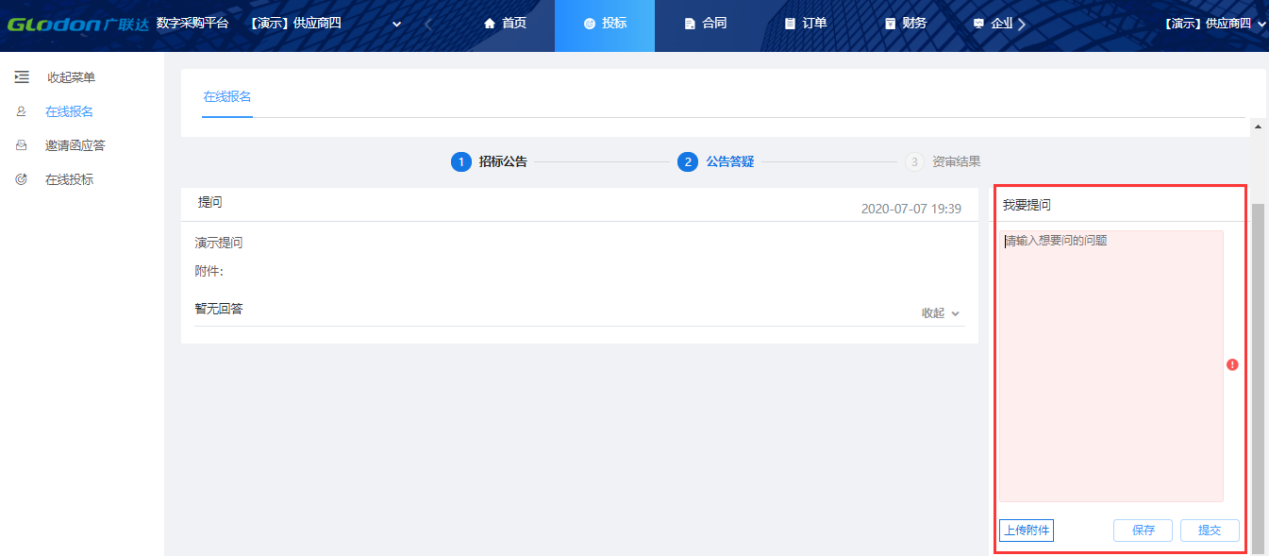 GLodon广联达 数字采购平台 【演示】供应商四 首页 投标 合同 订单 财务 企业 【演示】供应商四
收起菜单
在线报名
邀请函应答
在线投标
在线报名
1 招标公告 2 公告答疑 3 资审结果
提问 2020-07-07 19:39
演示提问
附件：
暂无回答
收起
我要提问
请输入想要问的问题
上传附件 保存 提交